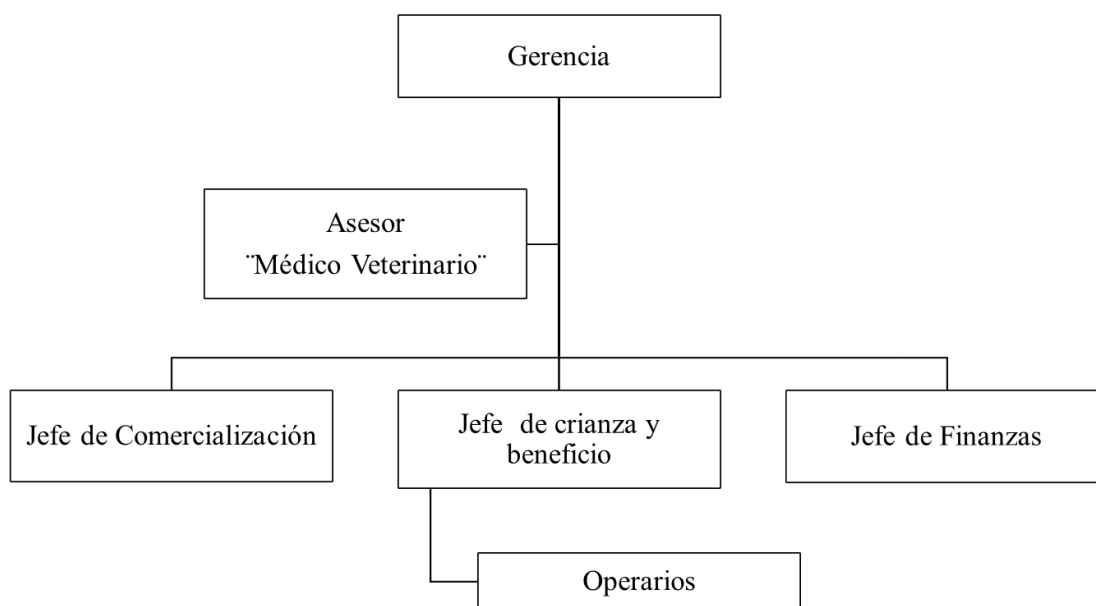 Gerencia
Asesor
¨Médico Veterinario¨
Jefe de Comercialización
Jefe de crianza y
beneficio
Jefe de Finanzas
Operarios